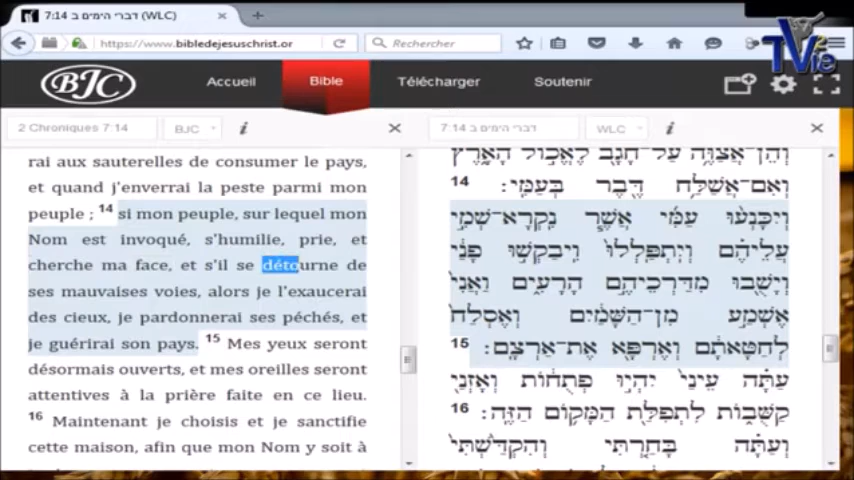 7:14 דברי הימים ב (WLC)
https://www.bibledejesuschrist.or
Rechercher
TV2Vie
BJC
Accueil
Bible
Télécharger
Soutenir
2 Chroniques 7:14
BJC
7:14 דברי הימים ב
WLC
rai aux sauterelles de consumer le pays,
et quand j'enverrai la peste parmi mon
peuple ; 14 si mon peuple, sur lequel mon
Nom est invoqué, s'humilie, prie, et
cherche ma face, et s'il se détourne de
ses mauvaises voies, alors je l'exaucerai
des cieux, je pardonnerai ses péchés, et
je guérirai son pays. 15 Mes yeux seront
désormais ouverts, et mes oreilles seront
attentives à la prière faite en ce lieu.
16 Maintenant je choisis et je sanctifie
cette maison, afin que mon Nom y soit à
וְהֵן־אֲצַוֶּה עַל־חָגָב לֶאֱכוֹל הָאָרֶץ
וְאִם־אֲשַׁלַּח דֶּבֶר בְּעַמִּי׃ 14
וְיִכָּנְעוּ עַמִּי אֲשֶׁר נִקְרָא־שְׁמִי
עֲלֵיהֶם וְיִתְפַּלְלוּ וִיבַקְשׁוּ פָנַי
וְיָשֻׁבוּ מִדַּרְכֵיהֶם הָרָעִים וַאֲנִי
אֶשְׁמַע מִן־הַשָּׁמַיִם וְאֶסְלַח
לְחַטָּאתָם וְאֶרְפָּא אֶת־אַרְצָם׃ 15
עַתָּה עֵינַי יִהְיוּ פְתֻחוֹת וְאָזְנַי
קַשֻּׁבוֹת לִתְפִלַּת הַמָּקוֹם הַזֶּה׃ 16
וְעַתָּה בָּחַרְתִּי וְהִקְדַּשְׁתִּי